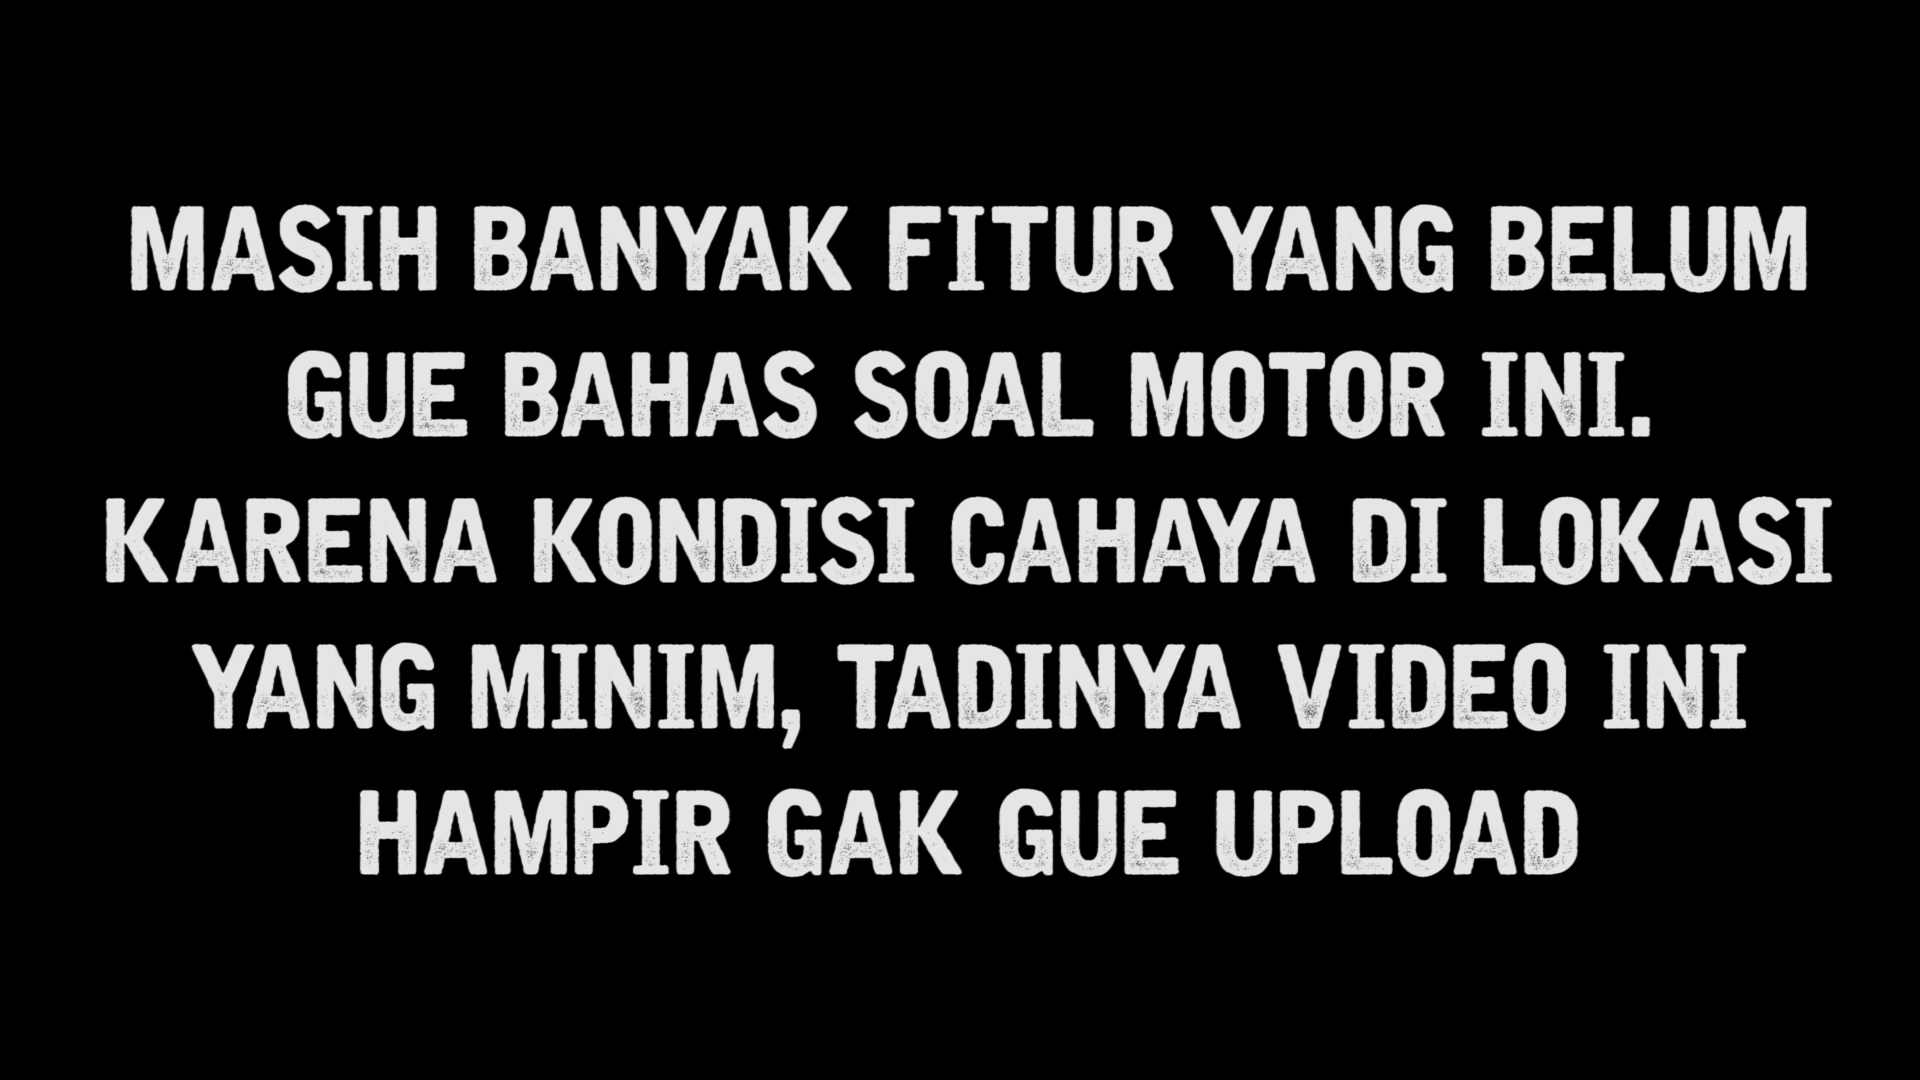 MASIH BANYAK FITUR YANG BELUM
GUE BAHAS SOAL MOTOR INI.
KARENA KONDISI CAHAYA DI LOKASI
YANG MINIM, TADINYA VIDEO INI
HAMPIR GAK GUE UPLOAD